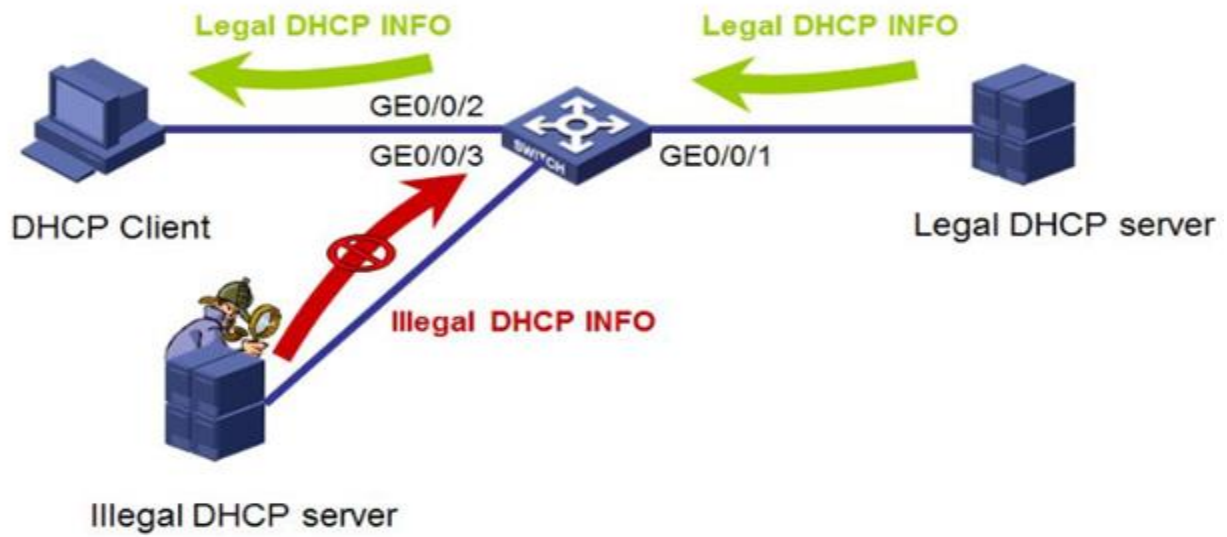 Legal DHCP INFO
Legal DHCP INFO
GE0/0/2
GE0/0/3
SWITCH
GE0/0/1
DHCP Client
Legal DHCP server
Illegal DHCP INFO
Illegal DHCP server